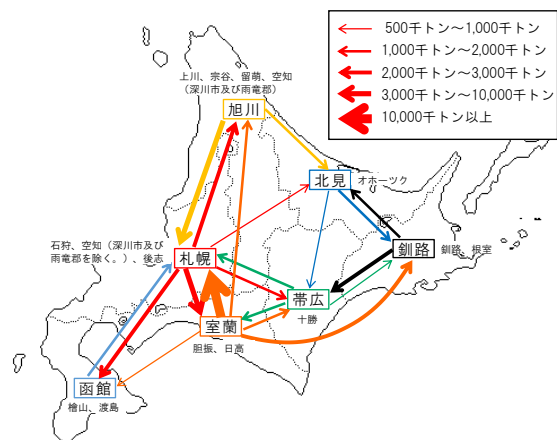 500千トン～1,000千トン
1,000千トン～2,000千トン
2,000千トン～3,000千トン
3,000千トン～10,000千トン
10,000千トン以上
上川、宗谷、留萌、空知
（深川市及び雨竜郡）
旭川
北見
オホーツク
石狩、空知（深川市及び
雨竜郡を除く。）、後志
札幌
釧路
釧路、根室
帯広
十勝
室蘭
胆振、日高
函館
檜山、渡島